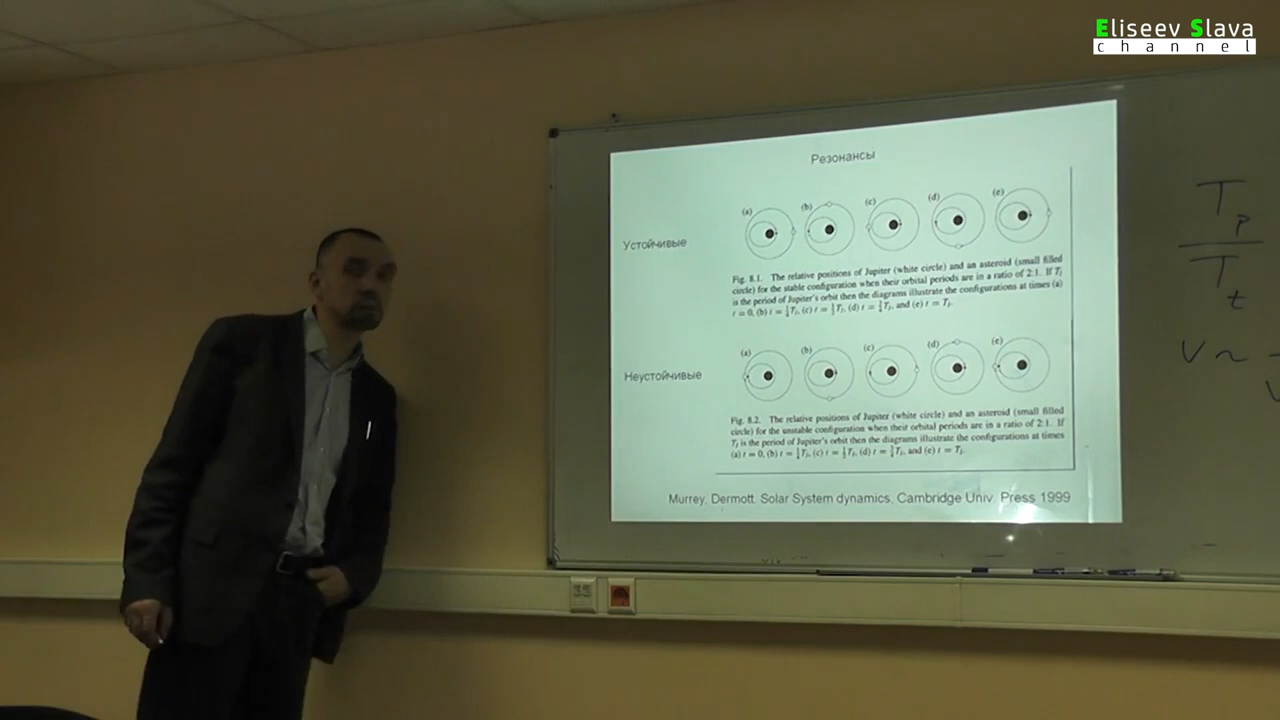 Eliseev Slava
channel
Резонансы
Устойчивые
(a) (b) (c) (d) (e)
Fig. 8.1. The relative positions of Jupiter (white circle) and an asteroid (small filled
circle) for the stable configuration when their orbital periods are in a ratio of 2:1. If TJ
is the period of Jupiter's orbit then the diagrams illustrate the configurations at times (a)
t = 0, (b) t = ¼TJ, (c) t = ½TJ, (d) t = ¾TJ, and (e) t = TJ.
Неустойчивые
(a) (b) (c) (d) (e)
Fig. 8.2. The relative positions of Jupiter (white circle) and an asteroid (small filled
circle) for the unstable configuration when their orbital periods are in a ratio of 2:1. If
TJ is the period of Jupiter's orbit then the diagrams illustrate the configurations at times
(a) t = 0, (b) t = ¼TJ, (c) t = ½TJ, (d) t = ¾TJ, and (e) t = TJ.
Murrey, Dermott. Solar System dynamics, Cambridge Univ. Press 1999
Tp
Tt
v ~